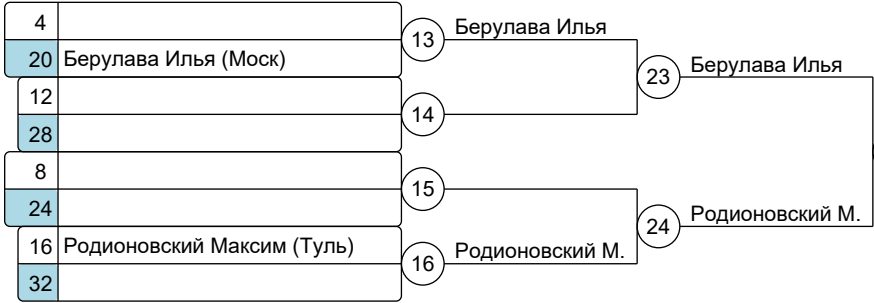 4
20 Берулава Илья (Моск)
12
28
8
24
16 Родионовский Максим (Туль)
32
13 Берулава Илья
14
15
16 Родионовский М.
23 Берулава Илья
24 Родионовский М.